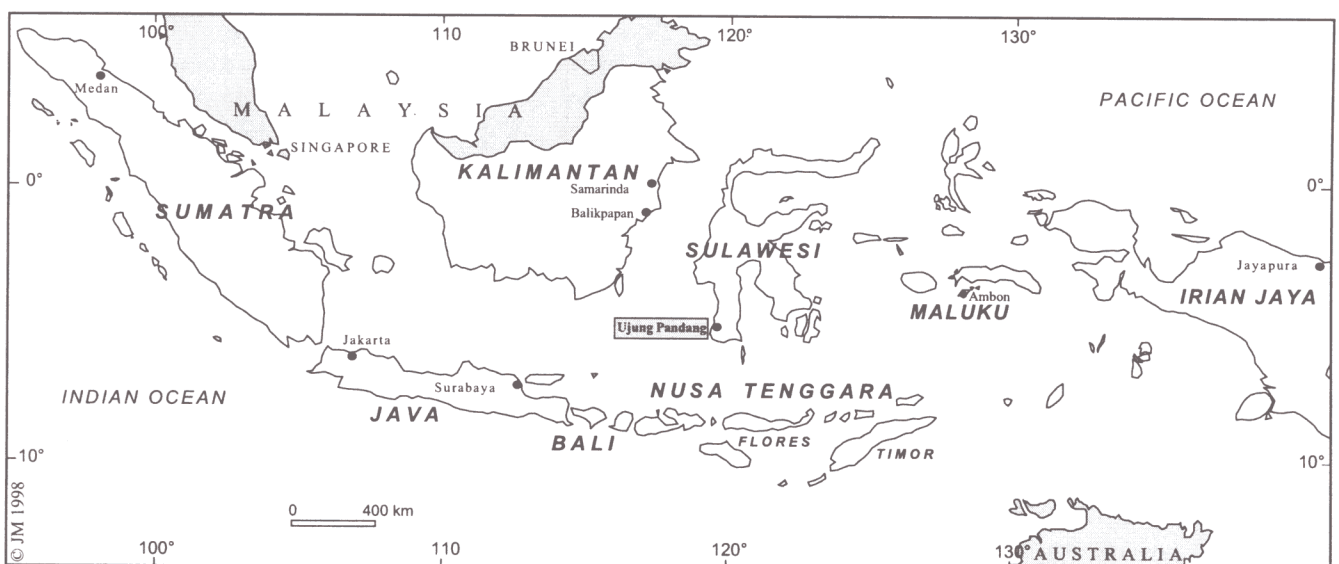 100°
110
120°
130°
BRUNEI
Medan
MALAYSIA
PACIFIC OCEAN
SINGAPORE
KALIMANTAN
0°
0°
Samarinda
SUMATRA
Balikpapan
SULAWESI
Jayapura
IRIAN JAYA
Ambon
MALUKU
Ujung Pandang
Jakarta
Surabaya
NUSA TENGGARA
INDIAN OCEAN
JAVA
BALI
FLORES
TIMOR
10°
10°
0 400 km
© JM 1998
100°
110
120°
130°
AUSTRALIA